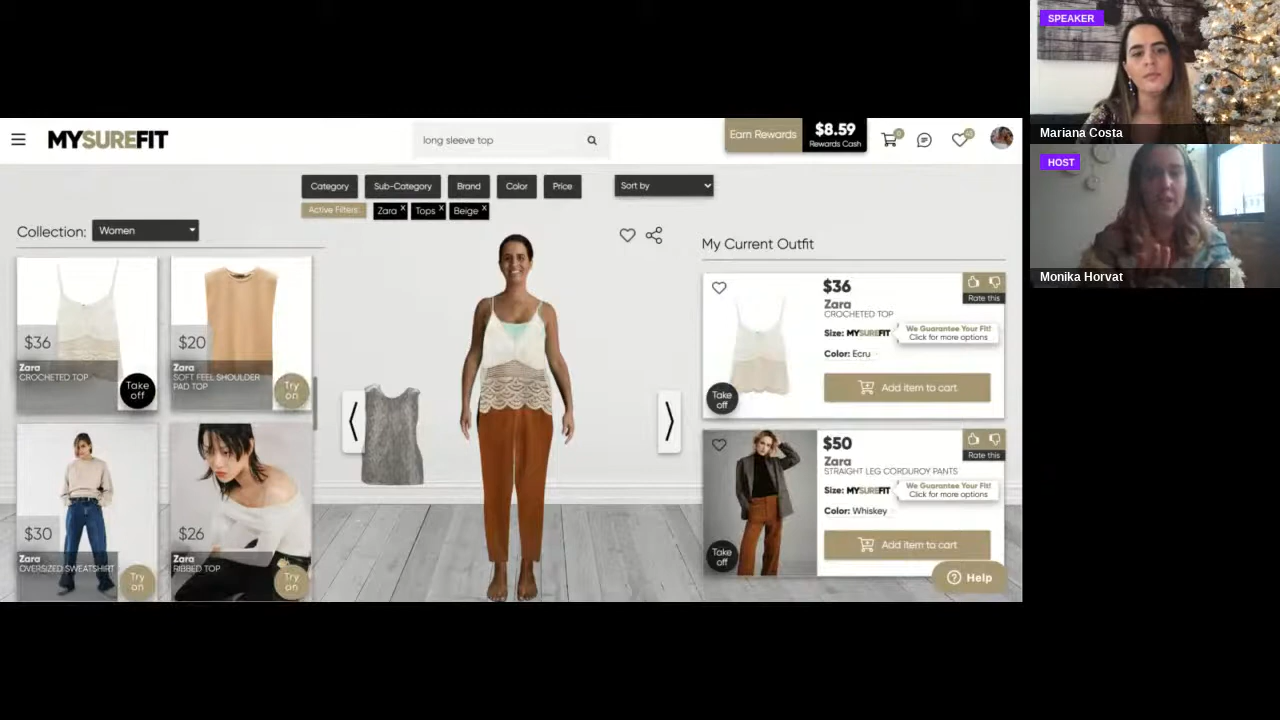 MYSUREFIT
long sleeve top
Earn Rewards
$8.59
Rewards Cash
Category
Sub-Category
Brand
Color
Price
Sort by
Active Filters:
Zara X
Tops X
Beige X
Collection:
Women
$36
Zara
CROCHETED TOP
Take off
$20
Zara
SOFT FEEL SHOULDER
PAD TOP
Try on
$30
Zara
OVERSIZED SWEATSHIRT
Try on
$26
Zara
RIBBED TOP
Try on
My Current Outfit
$36
Zara
CROCHETED TOP
Rate this
Size: MYSUREFIT
We Guarantee Your Fit!
Click for more options
Color: Ecru
Take off
Add item to cart
$50
Zara
STRAIGHT LEG CORDUROY PANTS
Rate this
Size: MYSUREFIT
We Guarantee Your Fit!
Click for more options
Color: Whiskey
Take off
Add item to cart
Help
SPEAKER
Mariana Costa
HOST
Monika Horvat